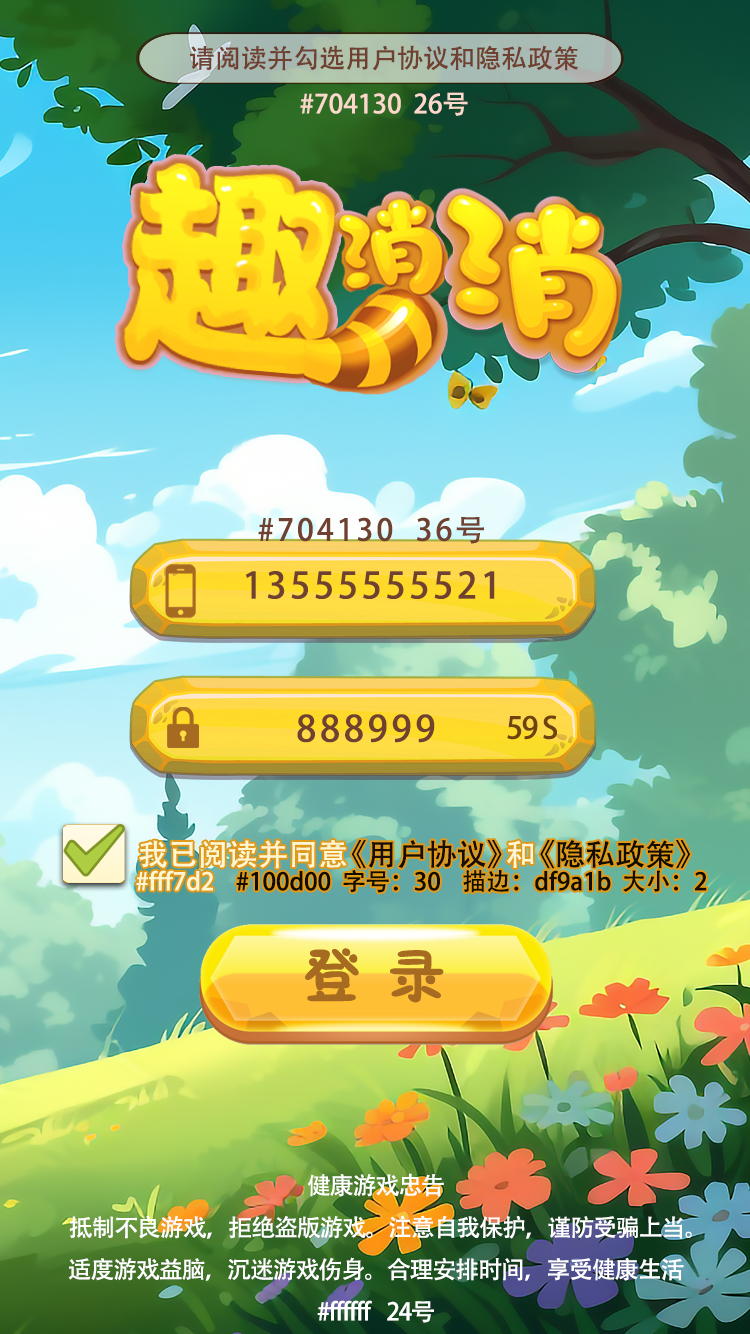 请阅读并勾选用户协议和隐私政策
#704130 26号
趣消消
#704130 36号
13555555521
888999 59S
我已阅读并同意《用户协议》和《隐私政策》
#fff7d2 #100d00 字号：30 描边：df9a1b 大小：2
登录
健康游戏忠告
抵制不良游戏，拒绝盗版游戏。注意自我保护，谨防受骗上当。
适度游戏益脑，沉迷游戏伤身。合理安排时间，享受健康生活
#ffffff 24号